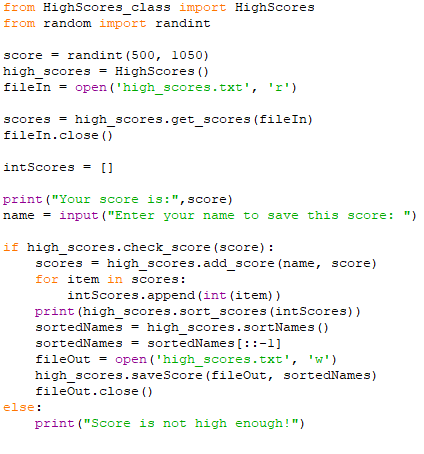 from HighScores_class import HighScores
from random import randint
score = randint(500, 1050)
high_scores = HighScores()
fileIn = open('high_scores.txt', 'r')
scores = high_scores.get_scores(fileIn)
fileIn.close()
intScores = []
print("Your score is:",score)
name = input("Enter your name to save this score: ")
if high_scores.check_score(score):
    scores = high_scores.add_score(name, score)
    for item in scores:
        intScores.append(int(item))
    print(high_scores.sort_scores(intScores))
    sortedNames = high_scores.sortNames()
    sortedNames = sortedNames[::-1]
    fileOut = open('high_scores.txt', 'w')
    high_scores.saveScore(fileOut, sortedNames)
    fileOut.close()
else:
    print("Score is not high enough!")